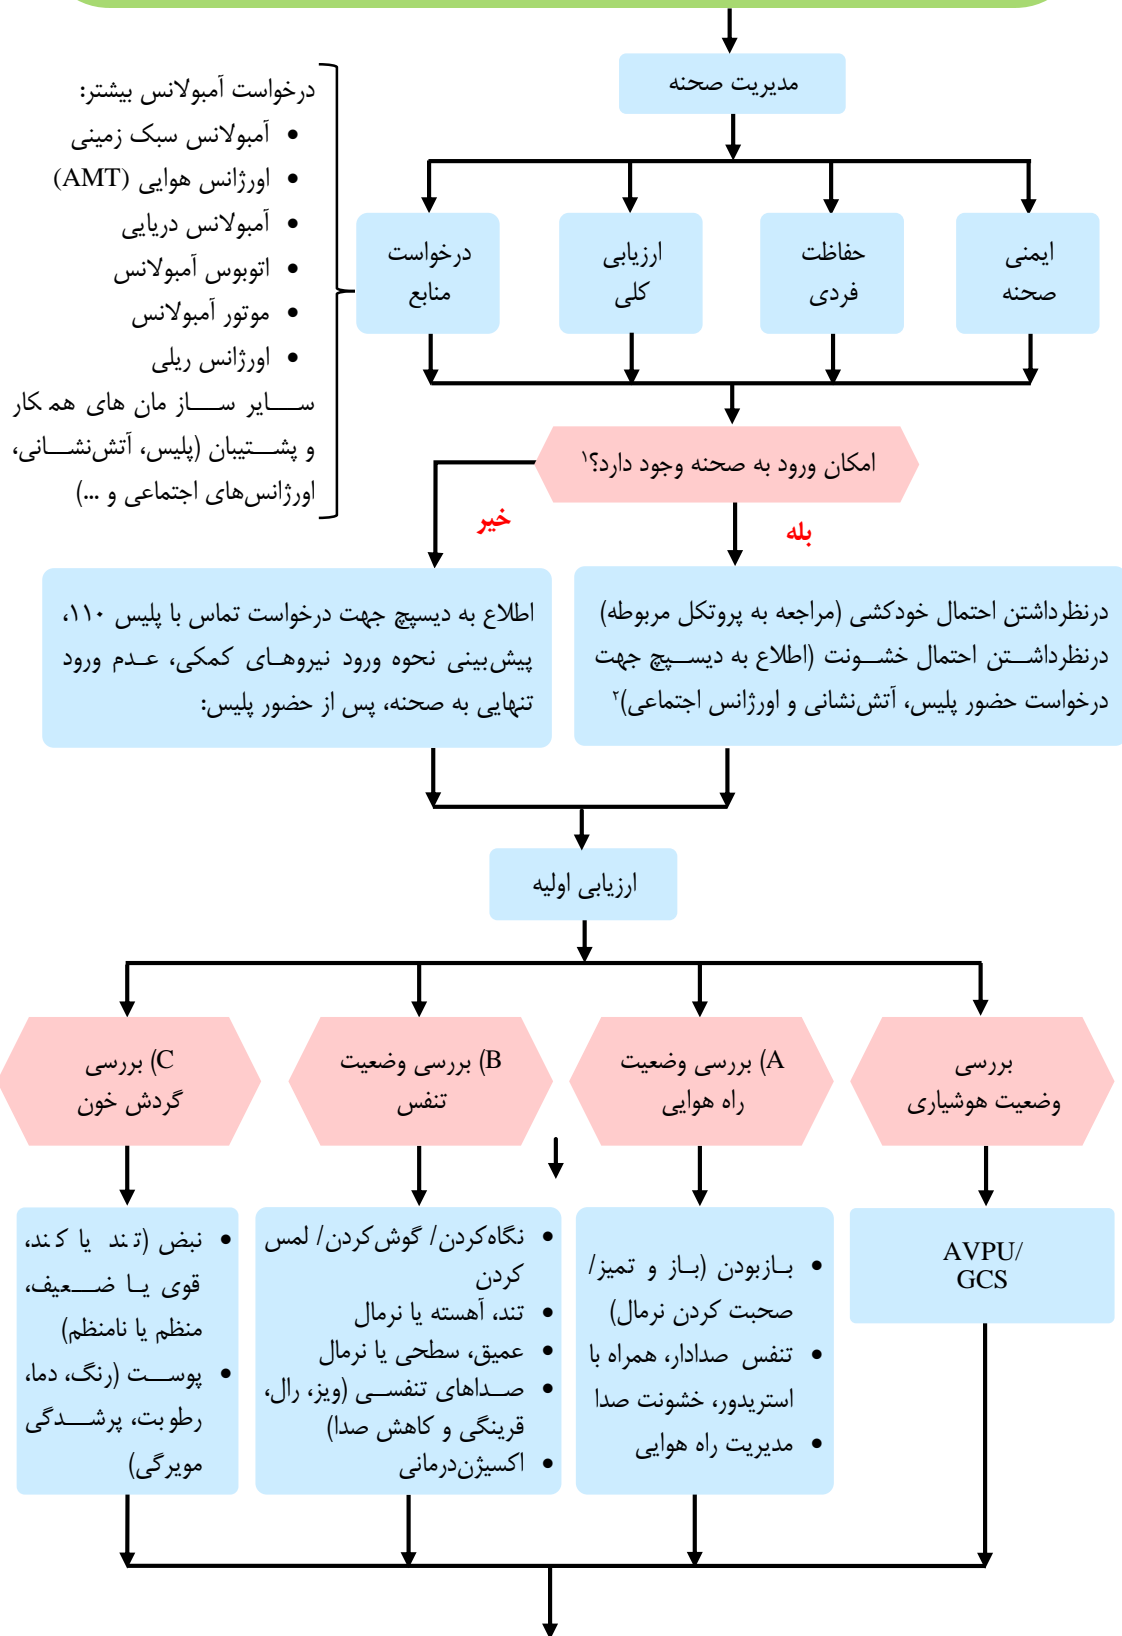 مدیریت صحنه
ایمنی
صحنه
حفاظت
فردی
ارزیابی
کلی
درخواست
منابع
درخواست آمبولانس بیشتر:
• آمبولانس سبک زمینی
• اورژانس هوایی (AMT)
• آمبولانس دریایی
• اتوبوس آمبولانس
• موتور آمبولانس
• اورژانس ریلی
سایر سازمان های همکار
و پشتیبان (پلیس، آتش‌نشانی،
اورژانس‌های اجتماعی و ...)
امکان ورود به صحنه وجود دارد؟۱
بله
خیر
درنظرداشتن احتمال خودکشی (مراجعه به پروتکل مربوطه)
درنظرداشتن احتمال خشونت (اطلاع به دیسپچ جهت
درخواست حضور پلیس، آتش‌نشانی و اورژانس اجتماعی)۲
اطلاع به دیسپچ جهت درخواست تماس با پلیس ۱۱۰،
پیش‌بینی نحوه ورود نیروهای کمکی، عدم ورود
تنهایی به صحنه، پس از حضور پلیس:
ارزیابی اولیه
بررسی
وضعیت هوشیاری
A) بررسی وضعیت
راه هوایی
B) بررسی وضعیت
تنفس
C) بررسی
گردش خون
AVPU/
GCS
• بازبودن (باز و تمیز/
صحبت کردن نرمال)
• تنفس صدادار، همراه با
استریدور، خشونت صدا
• مدیریت راه هوایی
• نگاه‌کردن/ گوش‌کردن/ لمس
کردن
• تند، آهسته یا نرمال
• عمیق، سطحی یا نرمال
• صداهای تنفسی (ویز، رال،
قرینگی و کاهش صدا)
• اکسیژن‌درمانی
• نبض (تند یا کند،
قوی یا ضعیف،
منظم یا نامنظم)
• پوست (رنگ، دما،
رطوبت، پرشدگی
مویرگی)